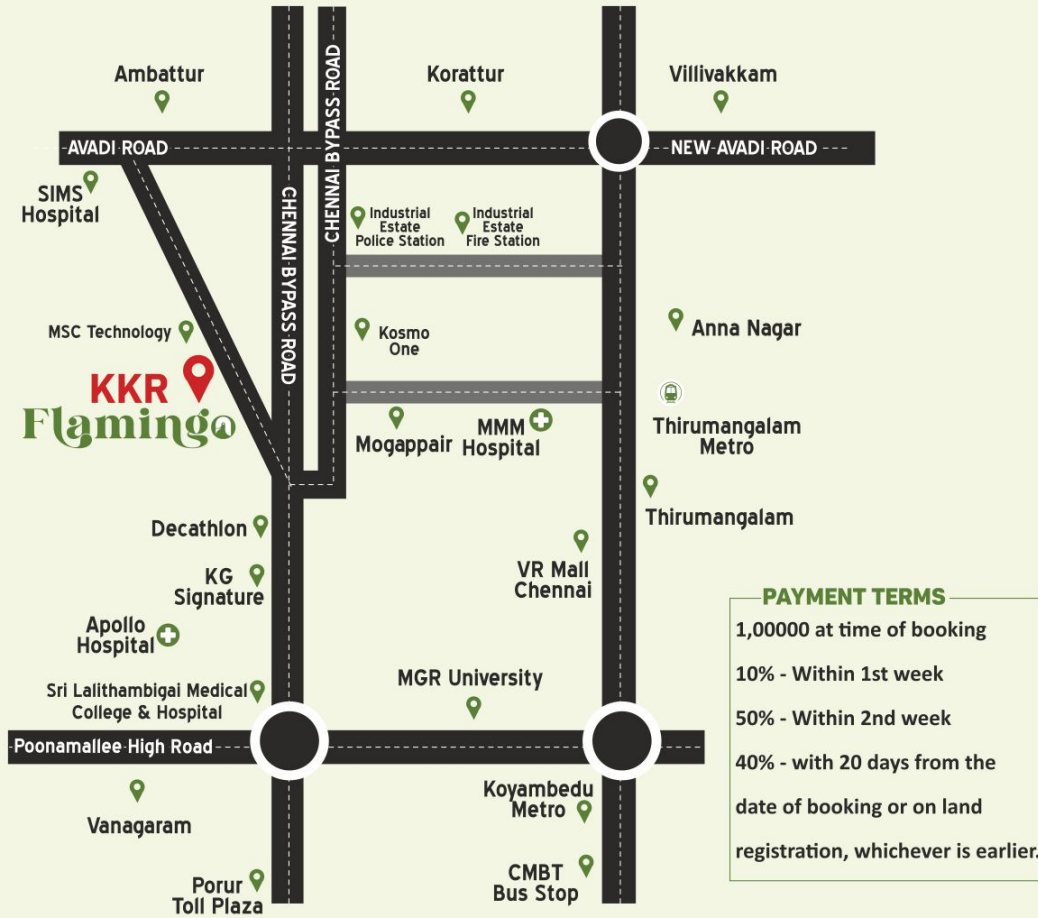 Ambattur
Korattur
Villivakkam
CHENNAI BYPASS ROAD
AVADI ROAD
NEW AVADI ROAD
SIMS
Hospital
CHENNAI BYPASS ROAD
Industrial
Estate
Police Station
Industrial
Estate
Fire Station
MSC Technology
Kosmo
One
Anna Nagar
KKR
Flamingo
Mogappair
MMM
Hospital
Thirumangalam
Metro
Thirumangalam
Decathlon
KG
Signature
VR Mall
Chennai
Apollo
Hospital
Sri Lalithambigai Medical
College & Hospital
MGR University
Poonamallee High Road
Vanagaram
Koyambedu
Metro
Porur
Toll Plaza
CMBT
Bus Stop
PAYMENT TERMS
1,00000 at time of booking
10% - Within 1st week
50% - Within 2nd week
40% - with 20 days from the
date of booking or on land
registration, whichever is earlier.